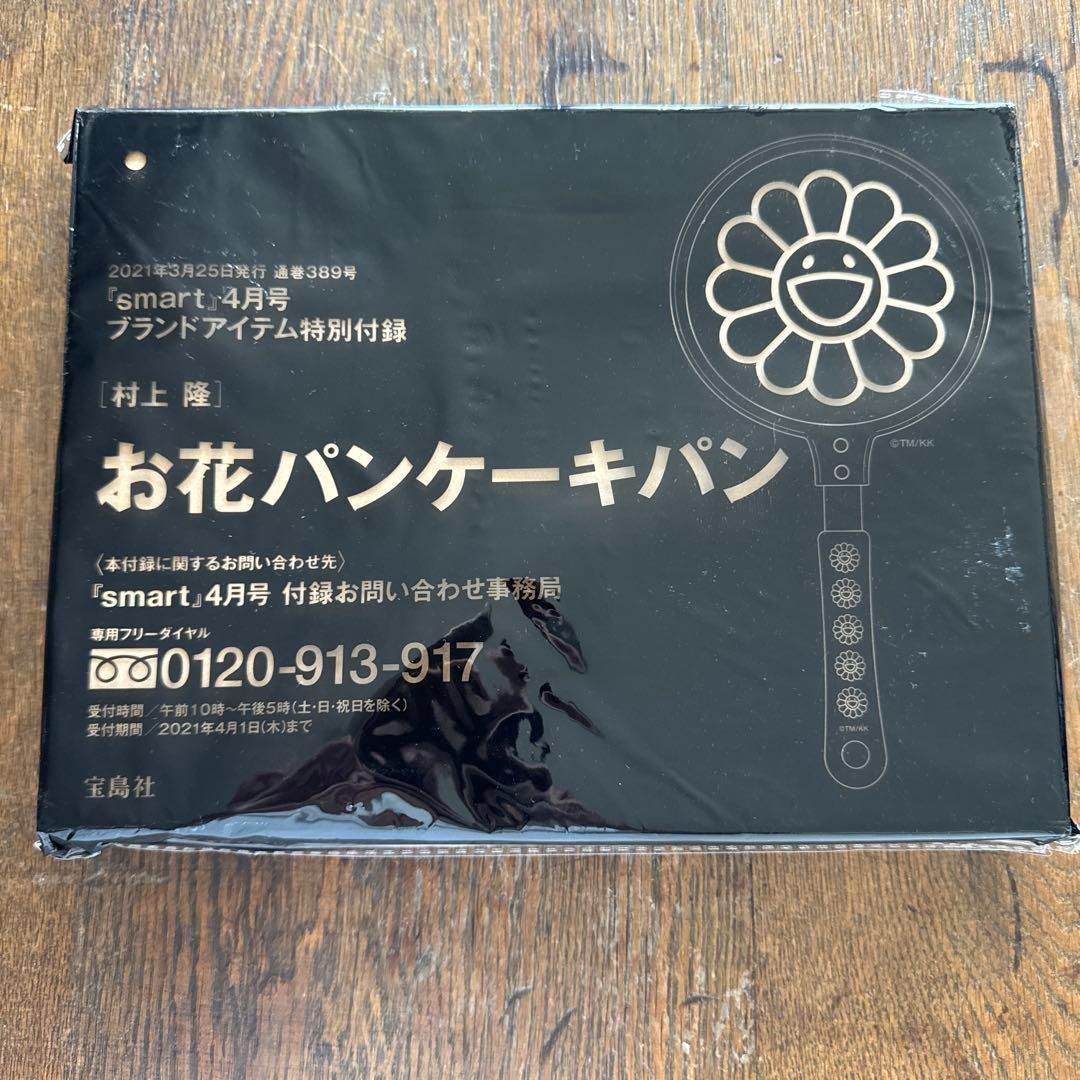 2021年3月25日発行 通巻389号
『smart』4月号
ブランドアイテム特別付録
[村上 隆]
お花パンケーキパン
©TM/KK
〈本付録に関するお問い合わせ先〉
『smart』4月号 付録お問い合わせ事務局
専用フリーダイヤル
0120-913-917
受付時間／午前10時〜午後5時(土・日・祝日を除く)
受付期間／2021年4月1日(木)まで
©TM/KK
宝島社